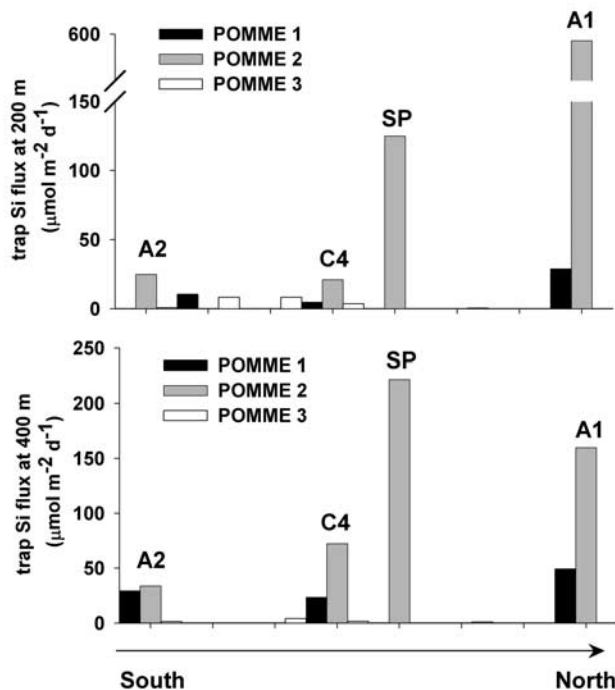 600
150
100
50
0
trap Si flux at 200 m
(μmol m⁻² d⁻¹)
POMME 1
POMME 2
POMME 3
A2
C4
SP
A1
250
200
150
100
50
0
trap Si flux at 400 m
(μmol m⁻² d⁻¹)
POMME 1
POMME 2
POMME 3
A2
C4
SP
A1
South North